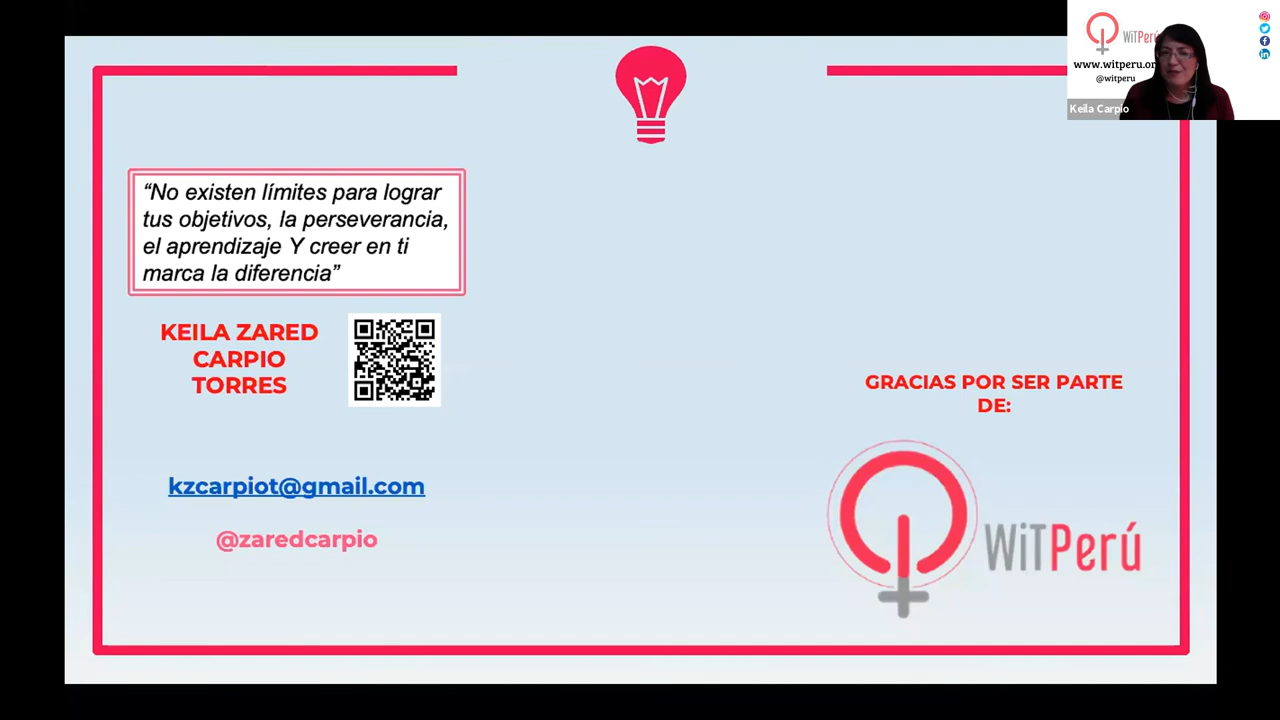 “No existen límites para lograr
tus objetivos, la perseverancia,
el aprendizaje Y creer en ti
marca la diferencia”
KEILA ZARED
CARPIO
TORRES
kzcarpiot@gmail.com
@zaredcarpio
GRACIAS POR SER PARTE
DE:
WiTPerú
WiTPerú
www.witperu.or
@witperu
Keila Carpio